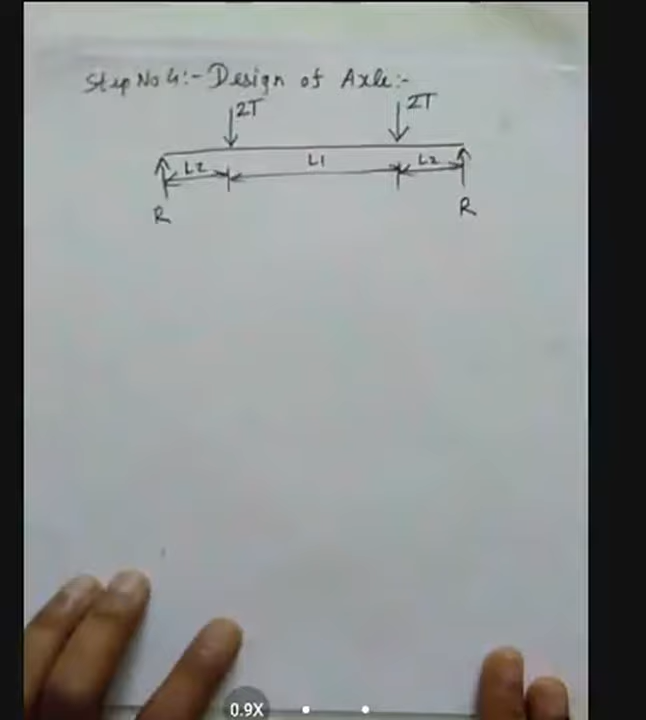 Step No 4:- Design of Axle:-
2T 2T
L2 L1 L2
R R
0.9X